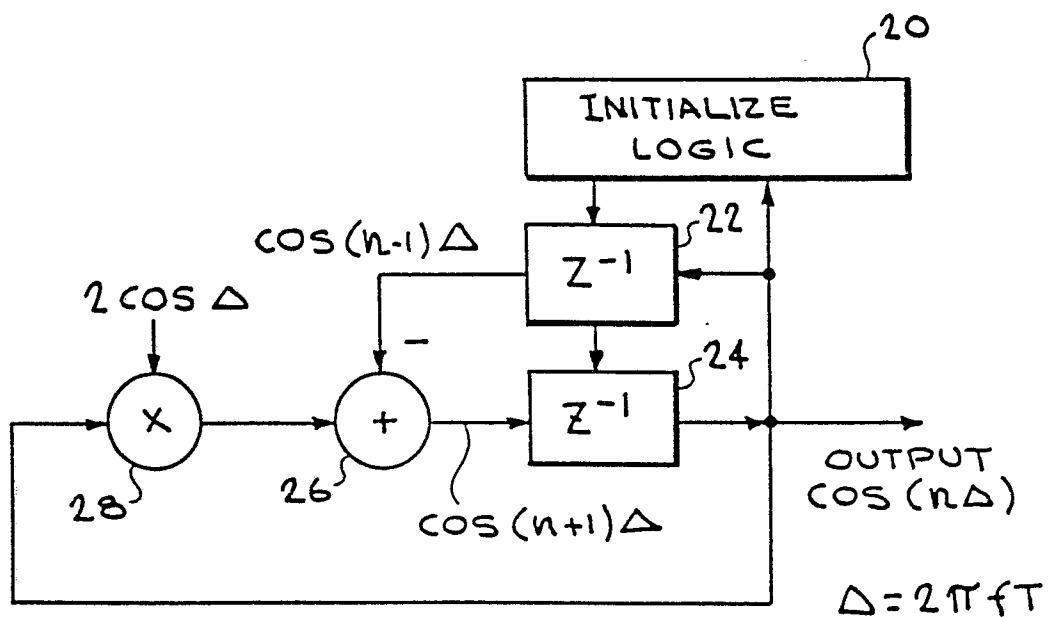 20
INITIALIZE
LOGIC
22
COS (n-1) Δ
Z⁻¹
2 COS Δ
−
24
X
+
Z⁻¹
28
26
COS (n+1) Δ
OUTPUT
COS (nΔ)
Δ = 2πfT